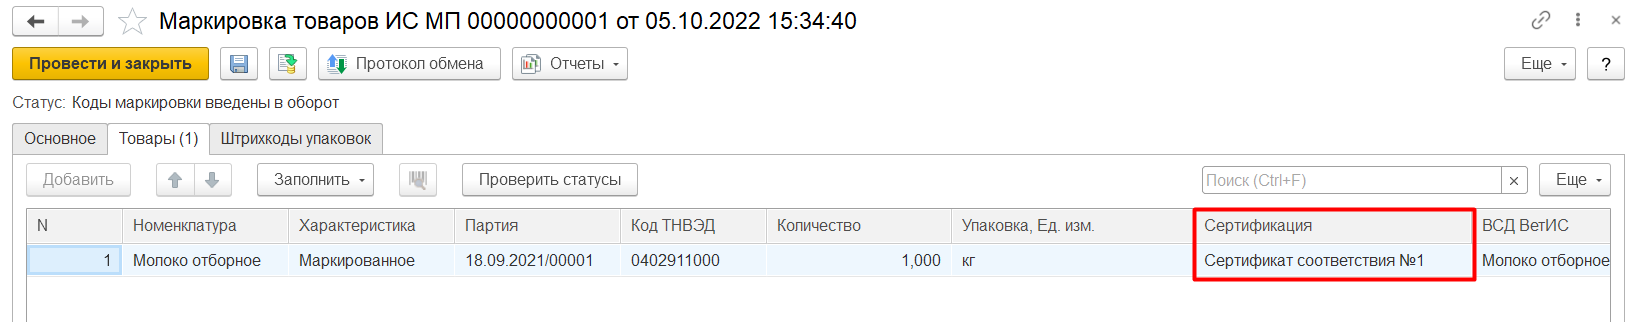 Маркировка товаров ИС МП 00000000001 от 05.10.2022 15:34:40
Провести и закрыть Протокол обмена Отчеты Еще ?
Статус: Коды маркировки введены в оборот
Основное Товары (1) Штрихкоды упаковок
Добавить Заполнить Проверить статусы Поиск (Ctrl+F) × Еще
N Номенклатура Характеристика Партия Код ТНВЭД Количество Упаковка, Ед. изм. Сертификация ВСД ВетИС
1 Молоко отборное Маркированное 18.09.2021/00001 0402911000 1,000 кг Сертификат соответствия №1 Молоко отборное